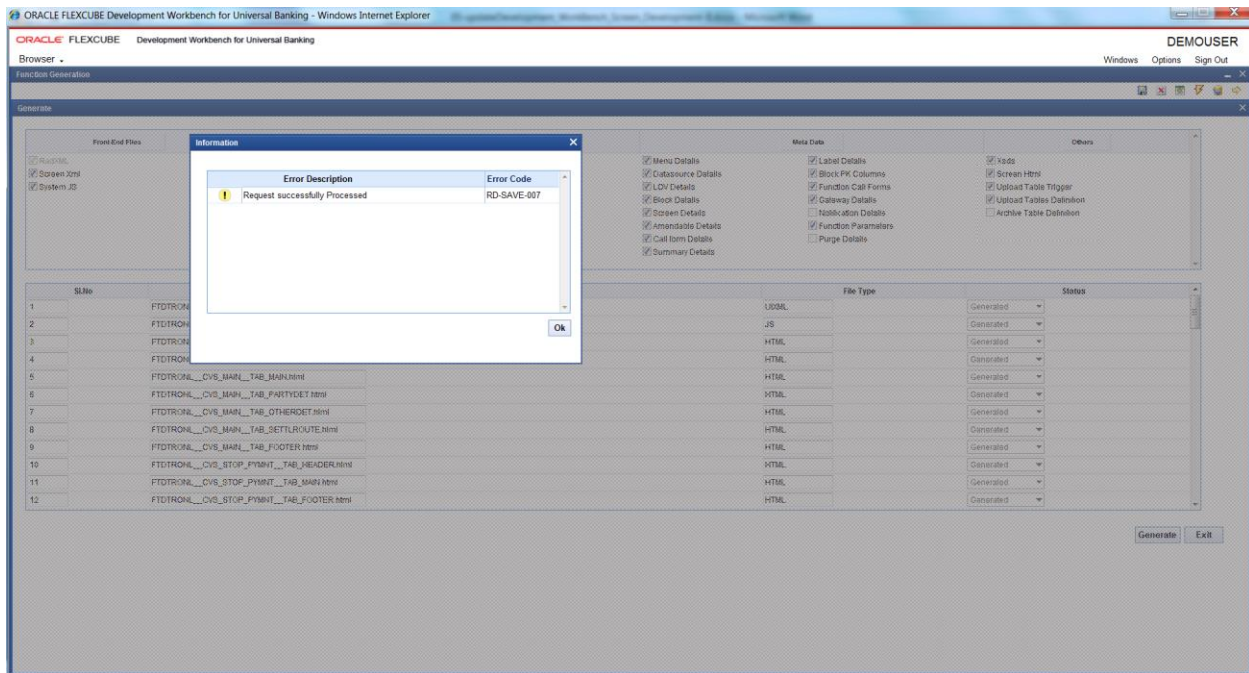 ORACLE FLEXCUBE Development Workbench for Universal Banking - Windows Internet Explorer
ORACLE FLEXCUBE Development Workbench for Universal Banking
DEMOUSER
Browser
Windows Options Sign Out
Function Generation
Generate
Front-End Files
Meta Data
Others
RadXML
Screen Xml
System JS
Menu Details
Datasource Details
LOV Details
Block Details
Screen Details
Amendable Details
Call form Details
Summary Details
Label Details
Block PK Columns
Function Call Forms
Gateway Details
Notification Details
Function Parameters
Purge Details
Xsds
Screen Html
Upload Table Trigger
Upload Tables Definition
Archive Table Definition
Information
Error Description Error Code
Request successfully Processed RD-SAVE-007
Ok
Sl.No File Type Status
1 FTDTRON UIXML Generated
2 FTDTRON JS Generated
3 FTDTRON HTML Generated
4 FTDTRON HTML Generated
5 FTDTRONL__CVS_MAIN__TAB_MAIN.html HTML Generated
6 FTDTRONL__CVS_MAIN__TAB_PARTYDET.html HTML Generated
7 FTDTRONL__CVS_MAIN__TAB_OTHERDET.html HTML Generated
8 FTDTRONL__CVS_MAIN__TAB_SETTLROUTE.html HTML Generated
9 FTDTRONL__CVS_MAIN__TAB_FOOTER.html HTML Generated
10 FTDTRONL__CVS_STOP_PYMNT__TAB_HEADER.html HTML Generated
11 FTDTRONL__CVS_STOP_PYMNT__TAB_MAIN.html HTML Generated
12 FTDTRONL__CVS_STOP_PYMNT__TAB_FOOTER.html HTML Generated
Generate Exit